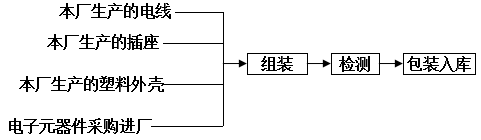 本厂生产的电线
本厂生产的插座
本厂生产的塑料外壳
电子元器件采购进厂
组装
检测
包装入库